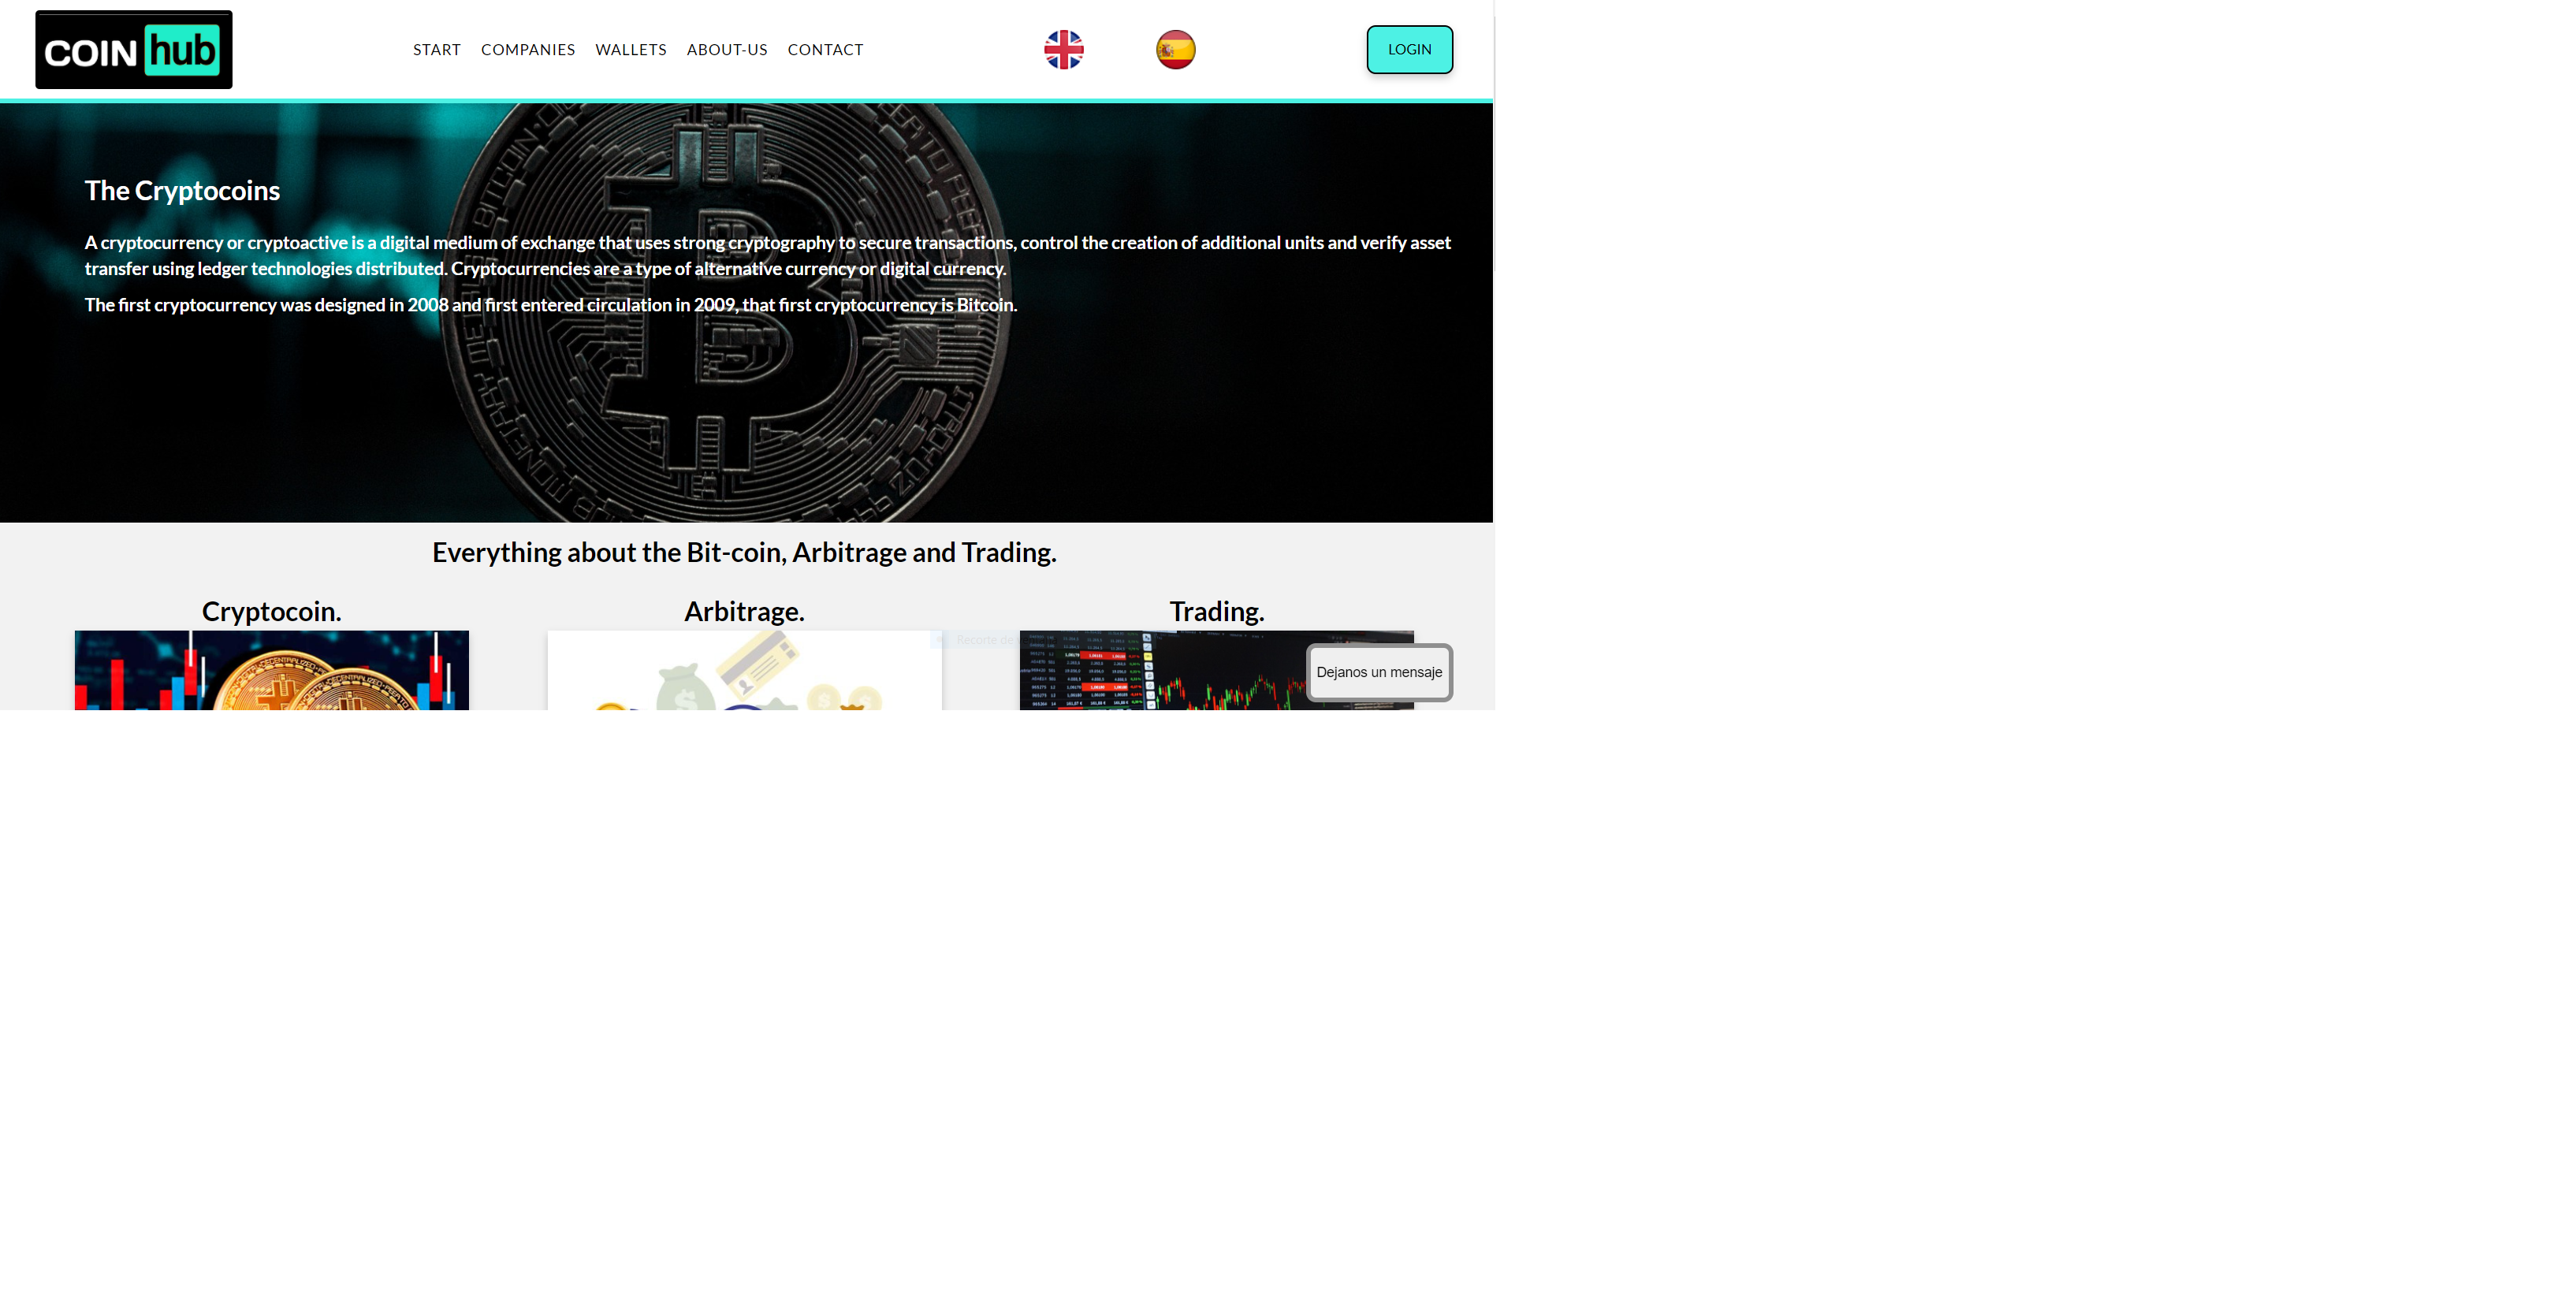 COIN hub
START COMPANIES WALLETS ABOUT-US CONTACT
LOGIN
The Cryptocoins
A cryptocurrency or cryptoactive is a digital medium of exchange that uses strong cryptography to secure transactions, control the creation of additional units and verify asset
transfer using ledger technologies distributed. Cryptocurrencies are a type of alternative currency or digital currency.
The first cryptocurrency was designed in 2008 and first entered circulation in 2009, that first cryptocurrency is Bitcoin.
Everything about the Bit-coin, Arbitrage and Trading.
Cryptocoin.
Arbitrage.
Trading.
Recorte de
Dejanos un mensaje